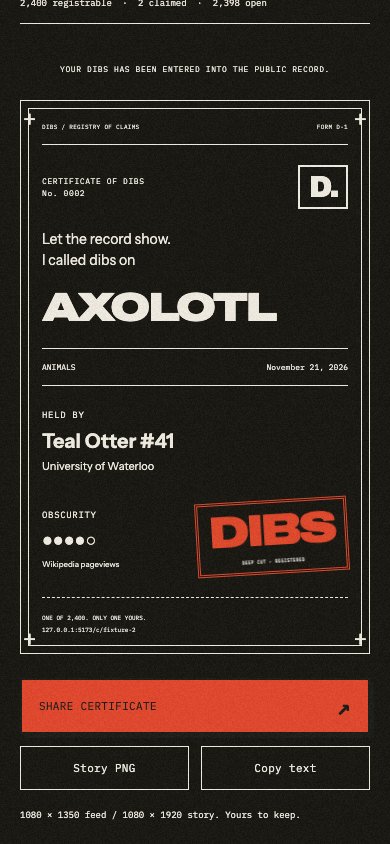 2,400 registrable · 2 claimed · 2,398 open
YOUR DIBS HAS BEEN ENTERED INTO THE PUBLIC RECORD.
DIBS / REGISTRY OF CLAIMS
FORM D-1
CERTIFICATE OF DIBS
No. 0002
D.
Let the record show.
I called dibs on
AXOLOTL
ANIMALS
November 21, 2026
HELD BY
Teal Otter #41
University of Waterloo
OBSCURITY
●●●●○
Wikipedia pageviews
DIBS
DEEP CUT · REGISTERED
ONE OF 2,400. ONLY ONE YOURS.
127.0.0.1:5173/c/fixture-2
SHARE CERTIFICATE ↗
Story PNG
Copy text
1080 × 1350 feed / 1080 × 1920 story. Yours to keep.